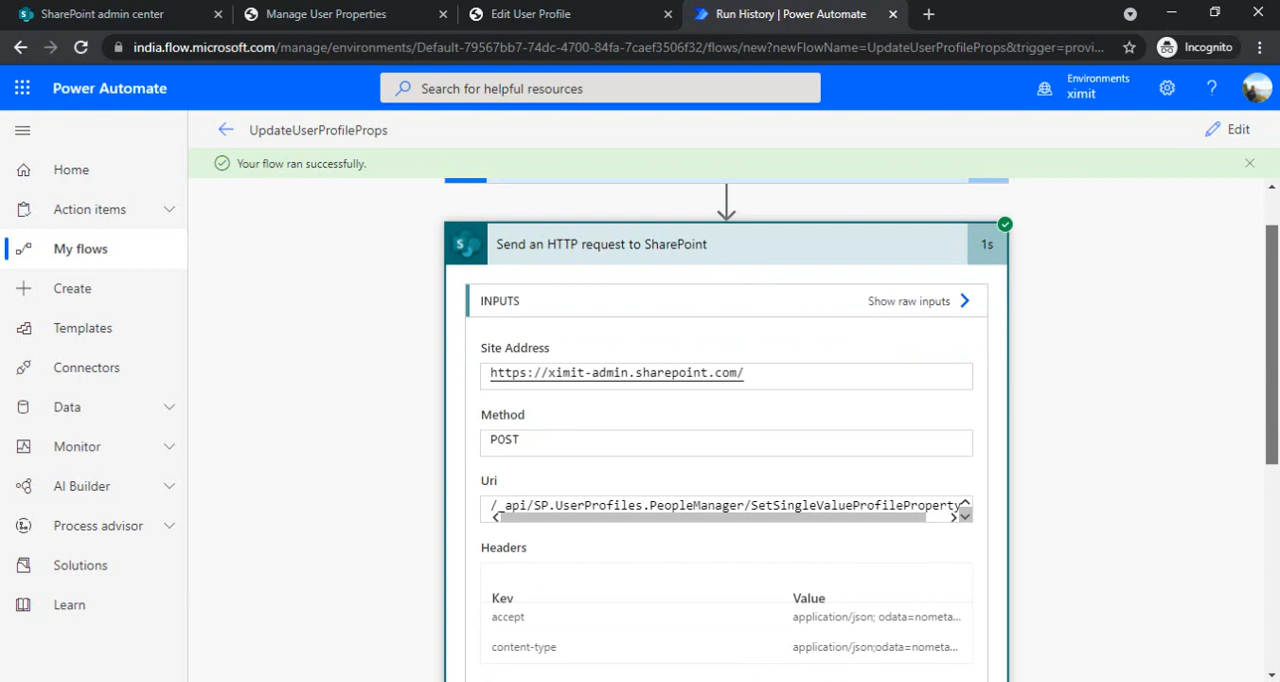 SharePoint admin center
Manage User Properties
Edit User Profile
Run History | Power Automate
india.flow.microsoft.com/manage/environments/Default-79567bb7-74dc-4700-84fa-7caef3506f32/flows/new?newFlowName=UpdateUserProfileProps&trigger=provi...
Incognito
Power Automate
Search for helpful resources
Environments
ximit
UpdateUserProfileProps
Edit
Your flow ran successfully.
Home
Action items
My flows
Create
Templates
Connectors
Data
Monitor
AI Builder
Process advisor
Solutions
Learn
S
Send an HTTP request to SharePoint
1s
INPUTS
Show raw inputs
Site Address
https://ximit-admin.sharepoint.com/
Method
POST
Uri
/_api/SP.UserProfiles.PeopleManager/SetSingleValueProfileProperty
Headers
Key Value
accept application/json; odata=nometa...
content-type application/json;odata=nometa...